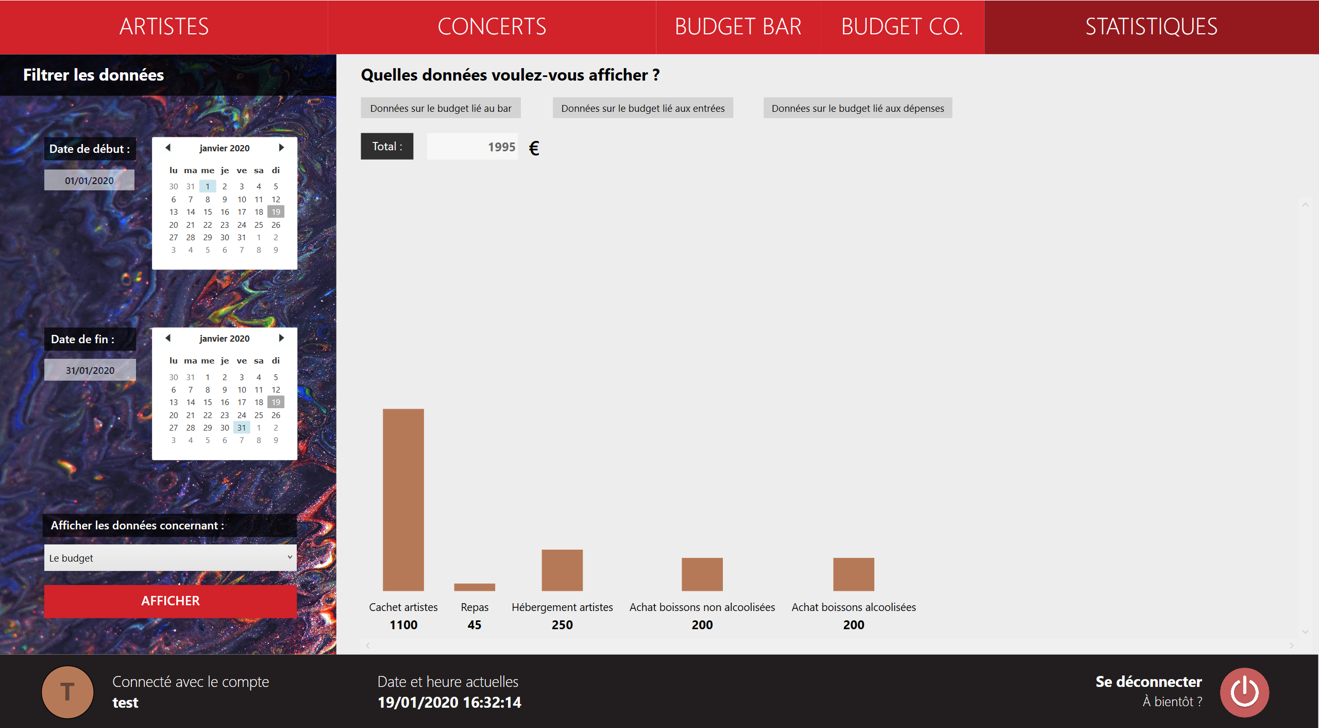 ARTISTES CONCERTS BUDGET BAR BUDGET CO. STATISTIQUES
Filtrer les données
Date de début :
01/01/2020
janvier 2020
lu ma me je ve sa di
30 31 1 2 3 4 5
6 7 8 9 10 11 12
13 14 15 16 17 18 19
20 21 22 23 24 25 26
27 28 29 30 31 1 2
3 4 5 6 7 8 9
Date de fin :
31/01/2020
janvier 2020
lu ma me je ve sa di
30 31 1 2 3 4 5
6 7 8 9 10 11 12
13 14 15 16 17 18 19
20 21 22 23 24 25 26
27 28 29 30 31 1 2
3 4 5 6 7 8 9
Afficher les données concernant :
Le budget
AFFICHER
Quelles données voulez-vous afficher ?
Données sur le budget lié au bar Données sur le budget lié aux entrées Données sur le budget lié aux dépenses
Total : 1995 €
Cachet artistes Repas Hébergement artistes Achat boissons non alcoolisées Achat boissons alcoolisées
1100 45 250 200 200
T
Connecté avec le compte
test
Date et heure actuelles
19/01/2020 16:32:14
Se déconnecter
À bientôt ?